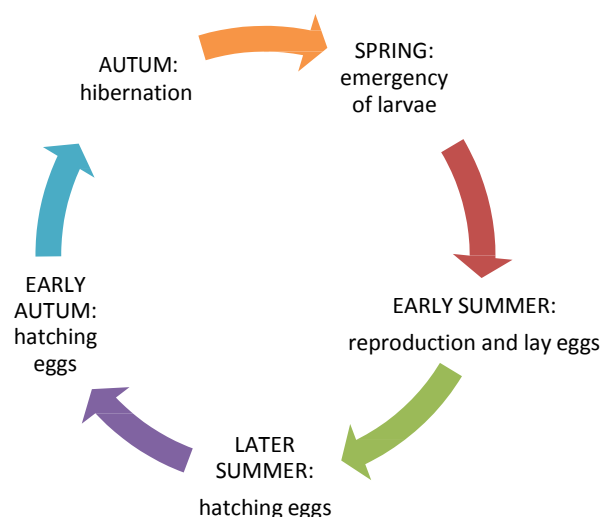 AUTUM:
hibernation
SPRING:
emergency
of larvae
EARLY SUMMER:
reproduction and lay eggs
LATER
SUMMER:
hatching eggs
EARLY
AUTUM:
hatching
eggs